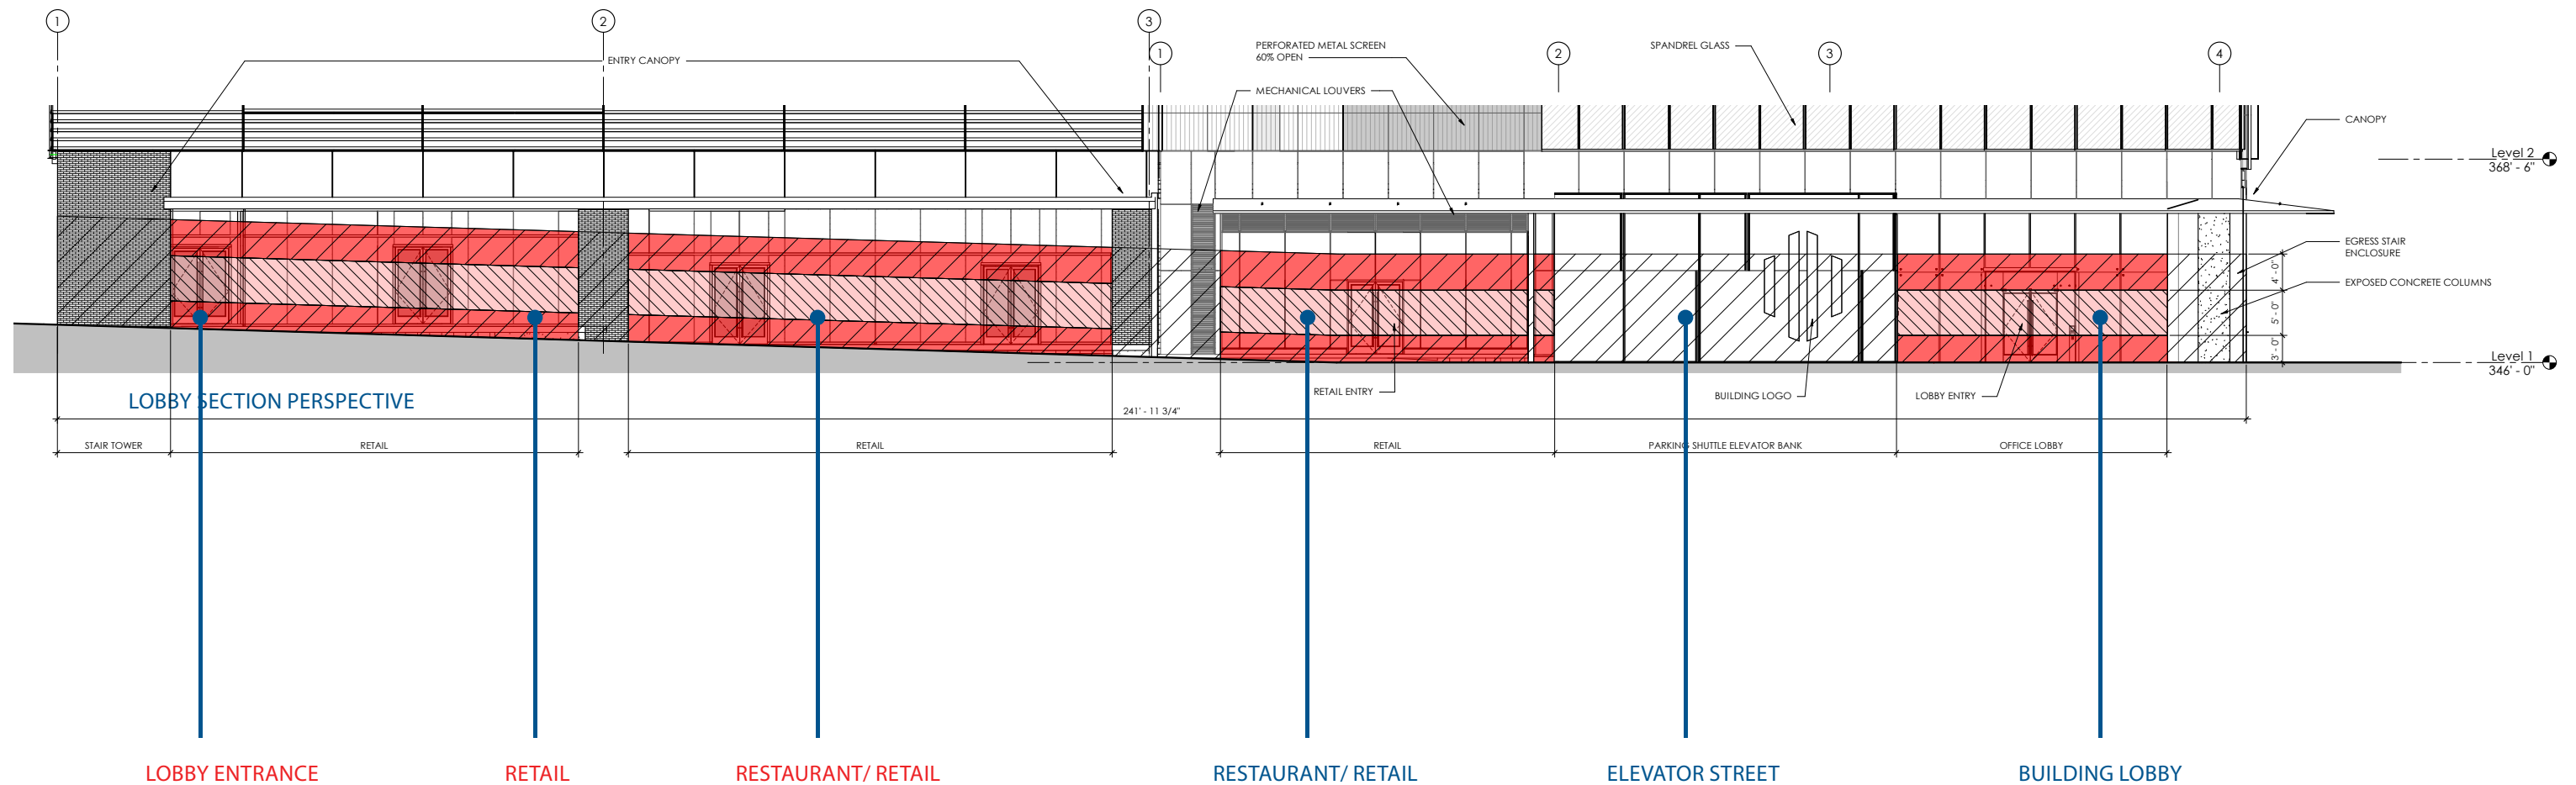 1
2
3
1
2
3
4
ENTRY CANOPY
PERFORATED METAL SCREEN
60% OPEN
SPANDREL GLASS
MECHANICAL LOUVERS
CANOPY
Level 2
368' - 6"
EGRESS STAIR
ENCLOSURE
EXPOSED CONCRETE COLUMNS
4' - 0"
5' - 0"
3' - 0"
Level 1
346' - 0"
RETAIL ENTRY
BUILDING LOGO
LOBBY ENTRY
LOBBY SECTION PERSPECTIVE
241' - 11 3/4"
STAIR TOWER
RETAIL
RETAIL
RETAIL
PARKING SHUTTLE ELEVATOR BANK
OFFICE LOBBY
LOBBY ENTRANCE
RETAIL
RESTAURANT/ RETAIL
RESTAURANT/ RETAIL
ELEVATOR STREET
BUILDING LOBBY